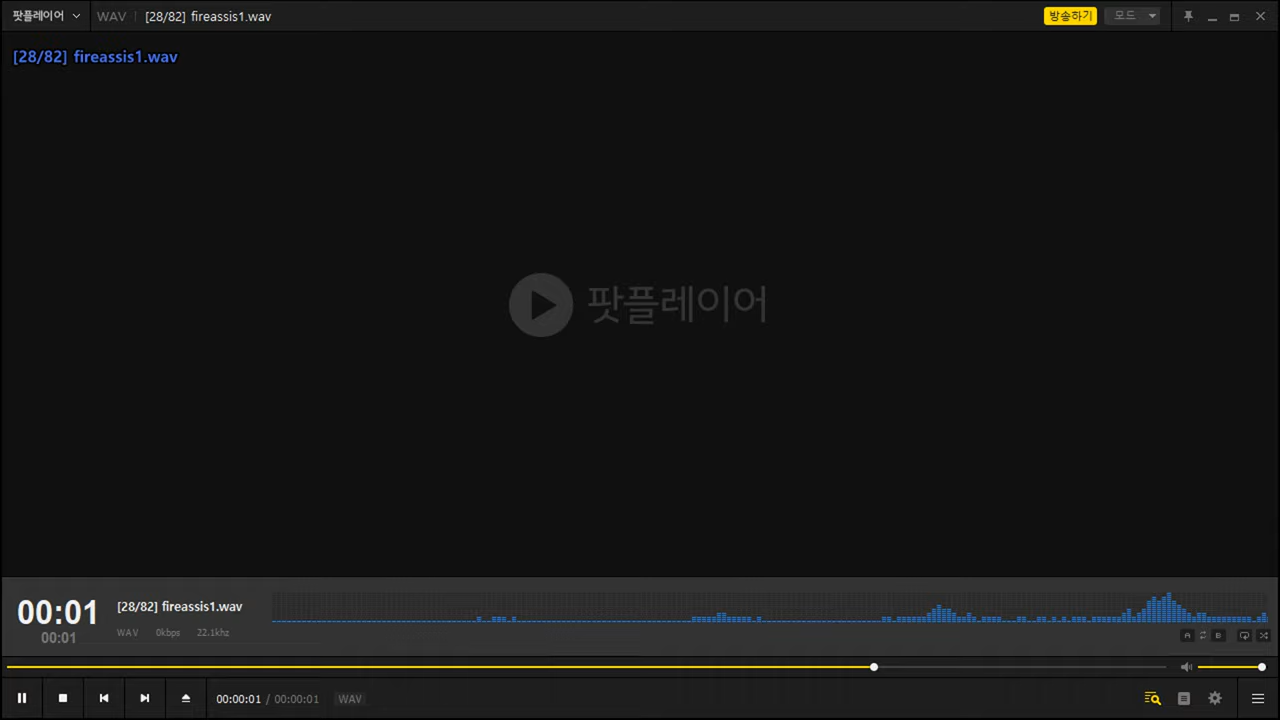 팟플레이어 WAV [28/82] fireassis1.wav 방송하기 모드
[28/82] fireassis1.wav
팟플레이어
00:01 [28/82] fireassis1.wav
00:01 WAV 0kbps 22.1khz
A B
00:00:01 / 00:00:01 WAV